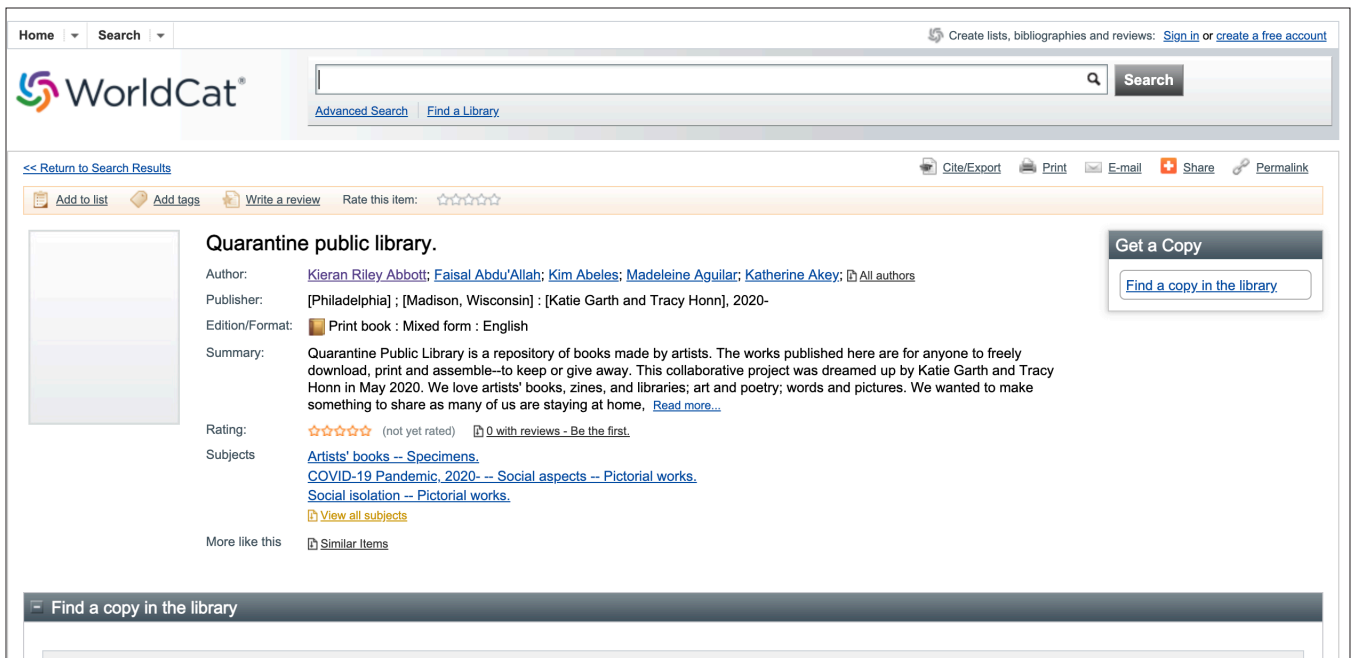 Home Search Create lists, bibliographies and reviews: Sign in or create a free account
WorldCat®
Search
Advanced Search Find a Library
<< Return to Search Results Cite/Export Print E-mail Share Permalink
Add to list Add tags Write a review Rate this item:
Quarantine public library.
Get a Copy
Author: Kieran Riley Abbott; Faisal Abdu'Allah; Kim Abeles; Madeleine Aguilar; Katherine Akey; All authors
Find a copy in the library
Publisher: [Philadelphia] ; [Madison, Wisconsin] : [Katie Garth and Tracy Honn], 2020-
Edition/Format: Print book : Mixed form : English
Summary: Quarantine Public Library is a repository of books made by artists. The works published here are for anyone to freely
download, print and assemble--to keep or give away. This collaborative project was dreamed up by Katie Garth and Tracy
Honn in May 2020. We love artists' books, zines, and libraries; art and poetry; words and pictures. We wanted to make
something to share as many of us are staying at home, Read more...
Rating: (not yet rated) 0 with reviews - Be the first.
Subjects Artists' books -- Specimens.
COVID-19 Pandemic, 2020- -- Social aspects -- Pictorial works.
Social isolation -- Pictorial works.
View all subjects
More like this Similar Items
Find a copy in the library